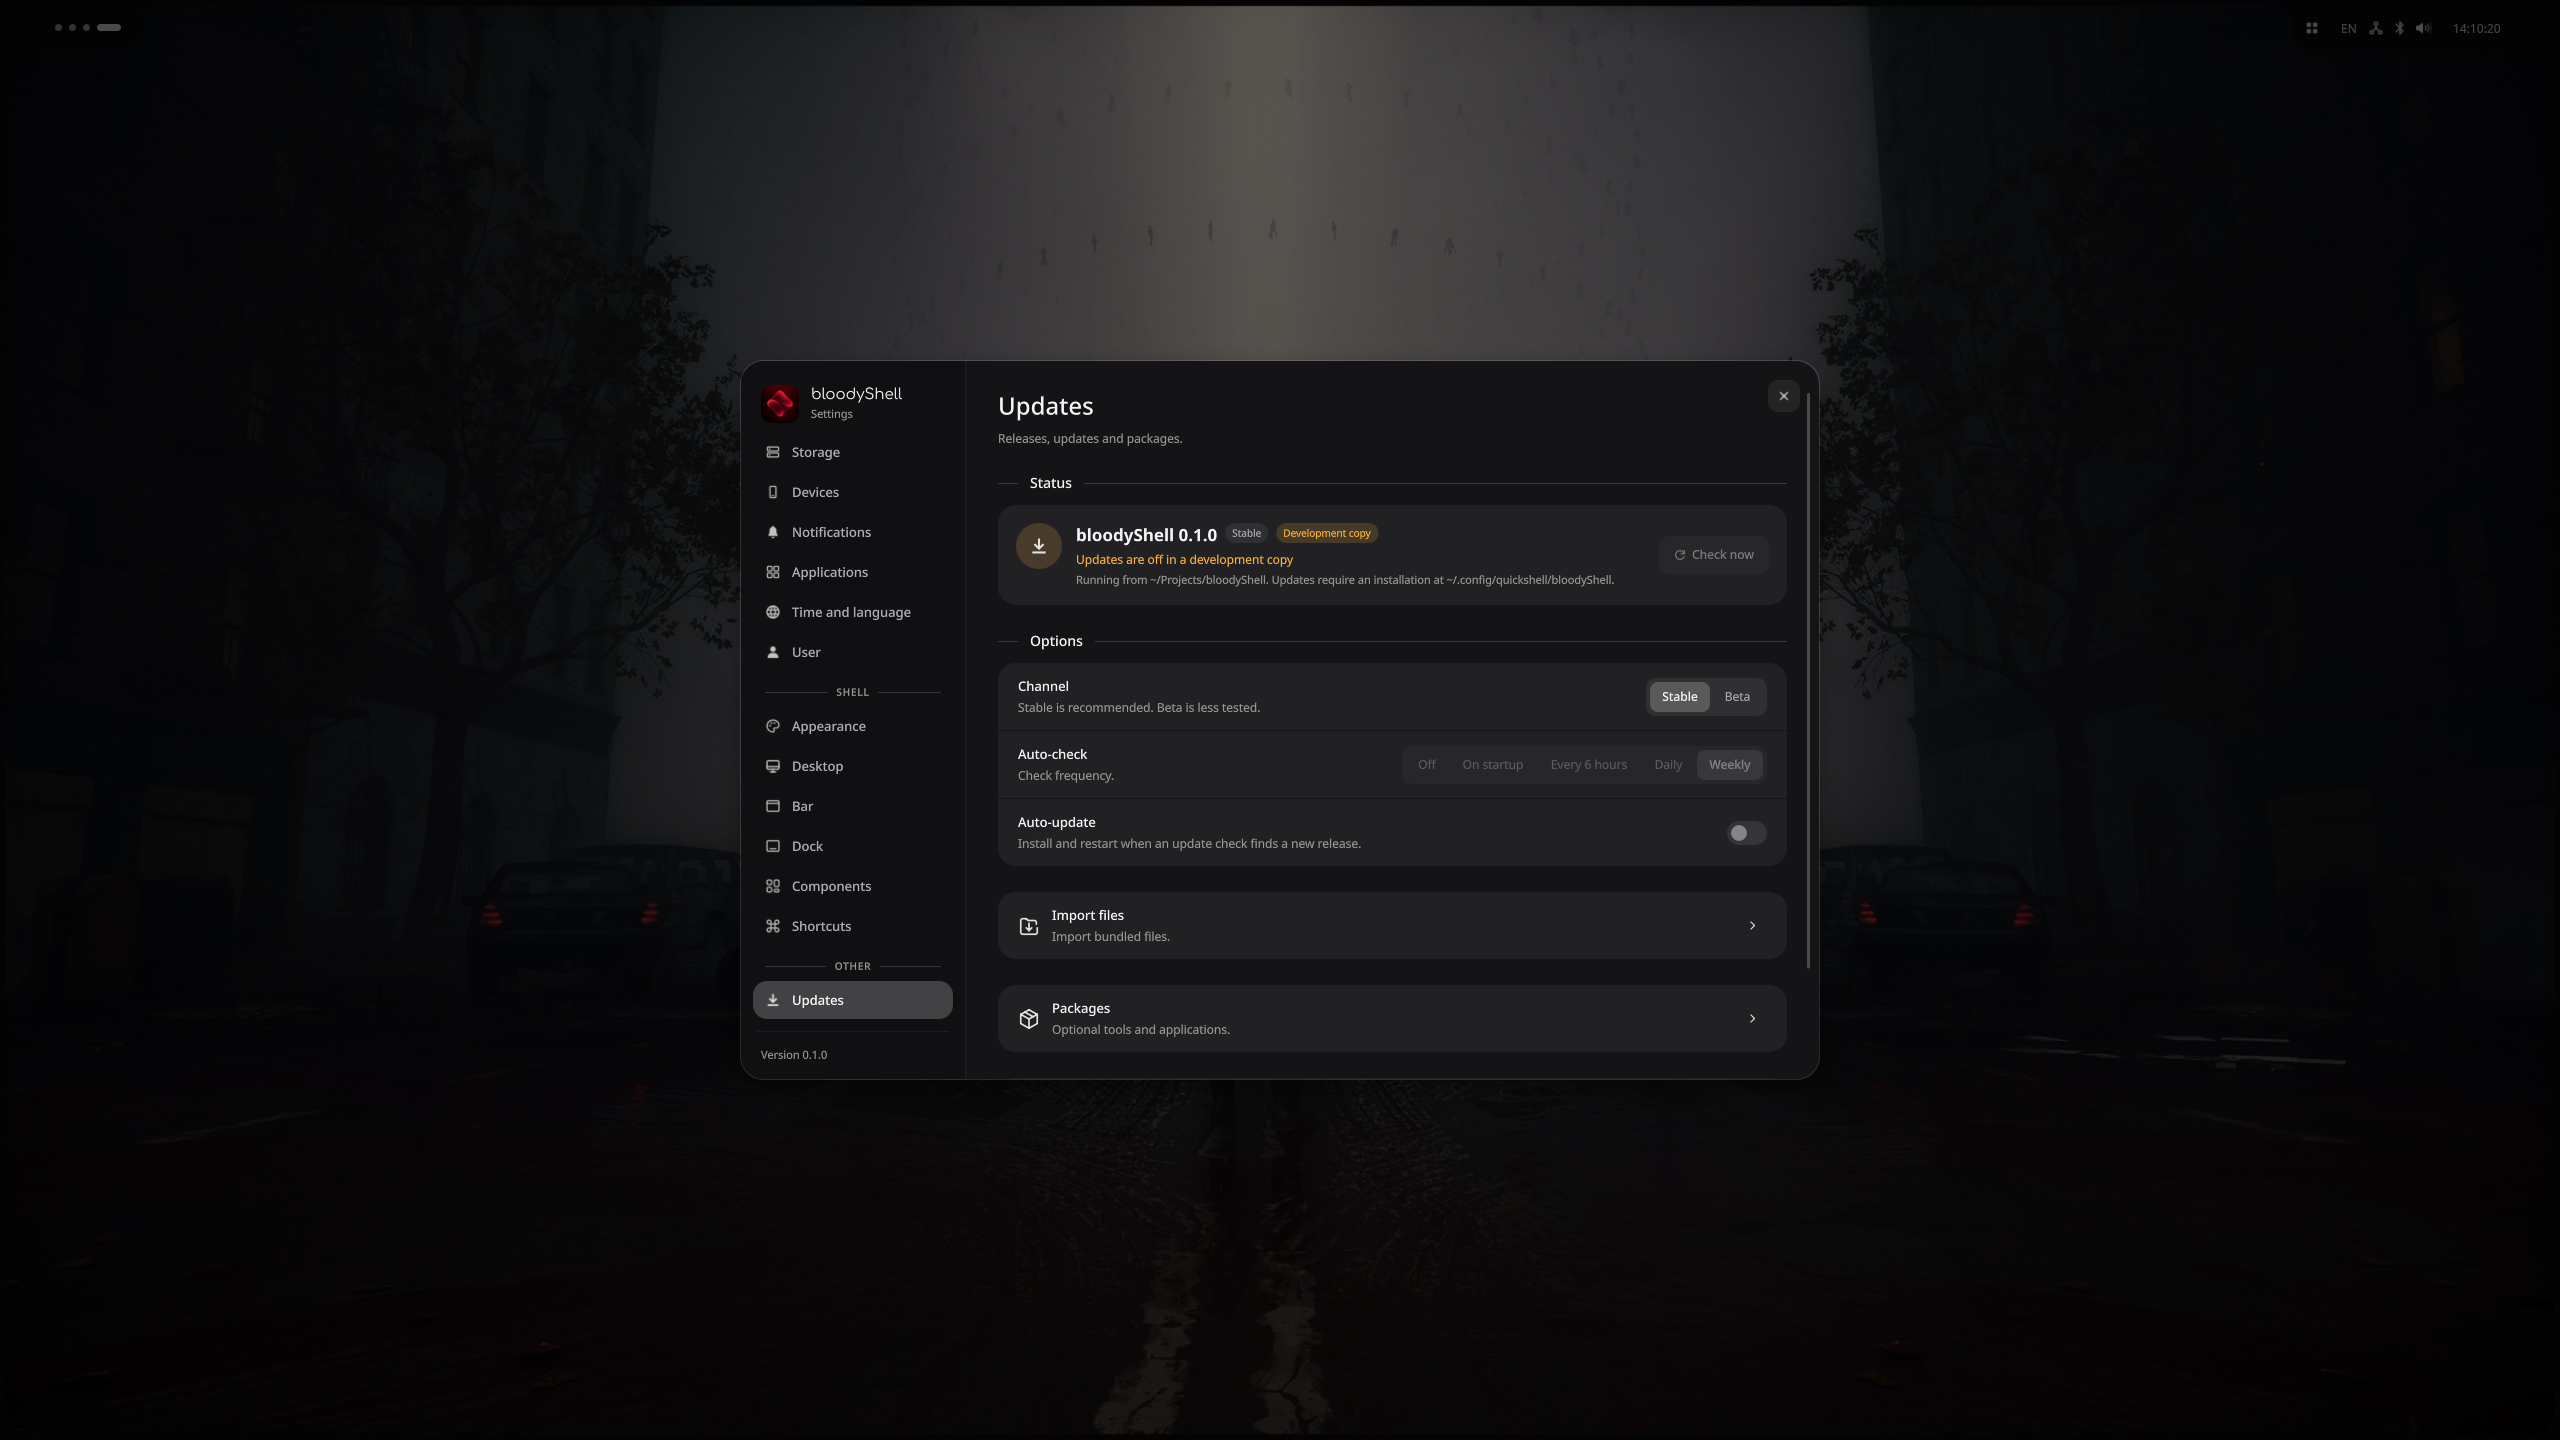 EN
14:10:20
bloodyShell
Settings
Storage
Devices
Notifications
Applications
Time and language
User
SHELL
Appearance
Desktop
Bar
Dock
Components
Shortcuts
OTHER
Updates
Version 0.1.0
Updates
Releases, updates and packages.
Status
bloodyShell 0.1.0 Stable Development copy
Updates are off in a development copy
Running from ~/Projects/bloodyShell. Updates require an installation at ~/.config/quickshell/bloodyShell.
Check now
Options
Channel
Stable is recommended. Beta is less tested.
Stable Beta
Auto-check
Check frequency.
Off On startup Every 6 hours Daily Weekly
Auto-update
Install and restart when an update check finds a new release.
Import files
Import bundled files.
Packages
Optional tools and applications.